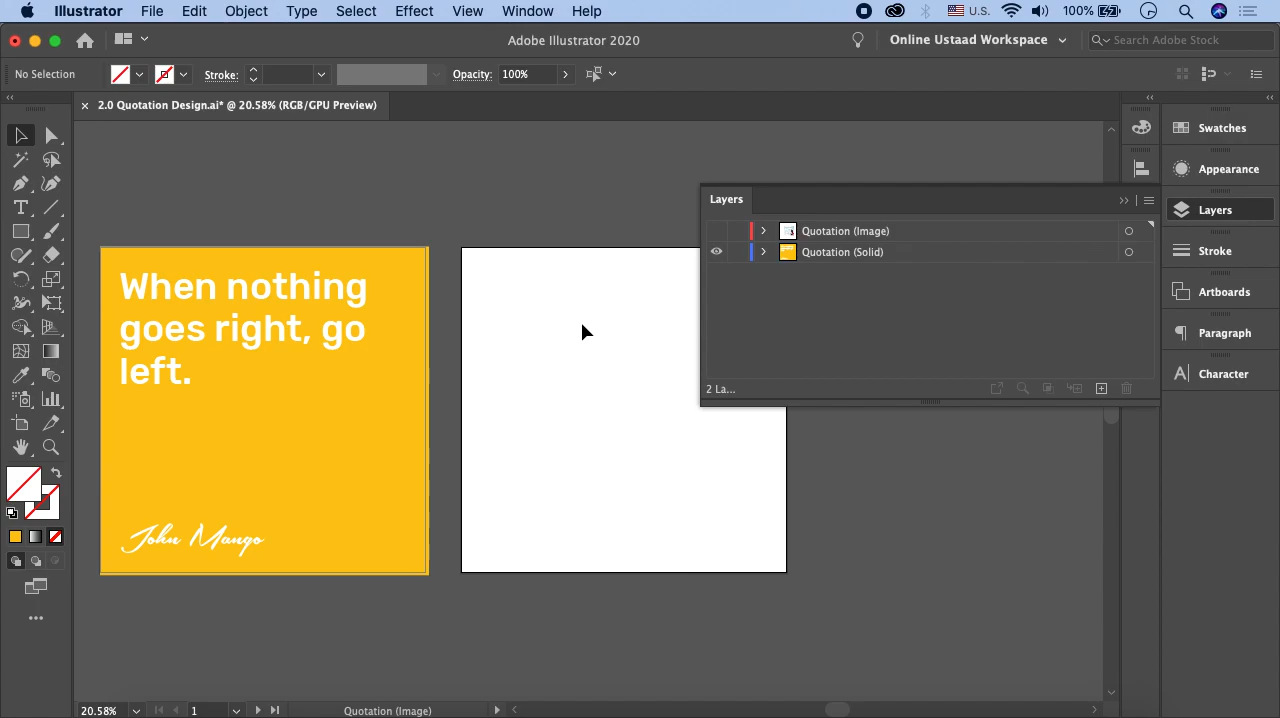 Illustrator File Edit Object Type Select Effect View Window Help U.S. 100%
Adobe Illustrator 2020 Online Ustaad Workspace Search Adobe Stock
No Selection Stroke: Opacity: 100%
× 2.0 Quotation Design.ai* @ 20.58% (RGB/GPU Preview)
Swatches
Appearance
Layers
Stroke
Artboards
Paragraph
Character
Layers
Quotation (Image)
Quotation (Solid)
2 La...
When nothing
goes right, go
left.
John Mango
20.58% 1 Quotation (Image)